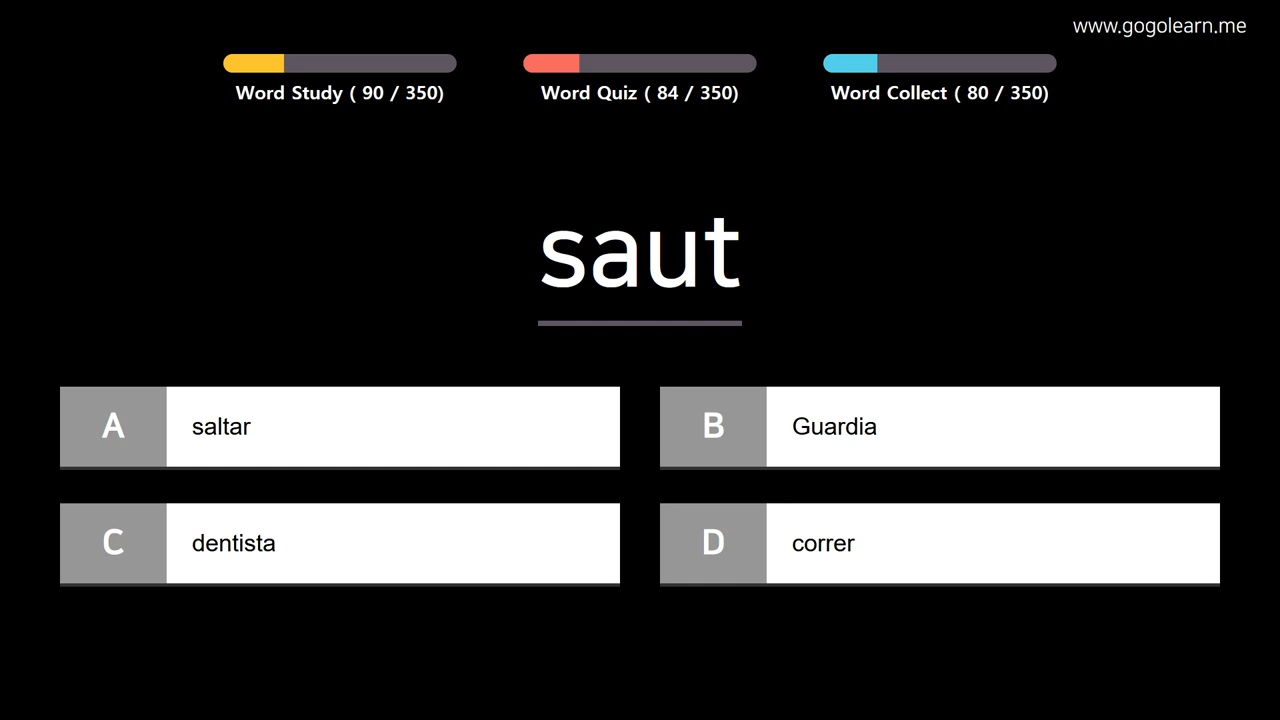 www.gogolearn.me
Word Study ( 90 / 350)
Word Quiz ( 84 / 350)
Word Collect ( 80 / 350)
saut
A saltar
B Guardia
C dentista
D correr